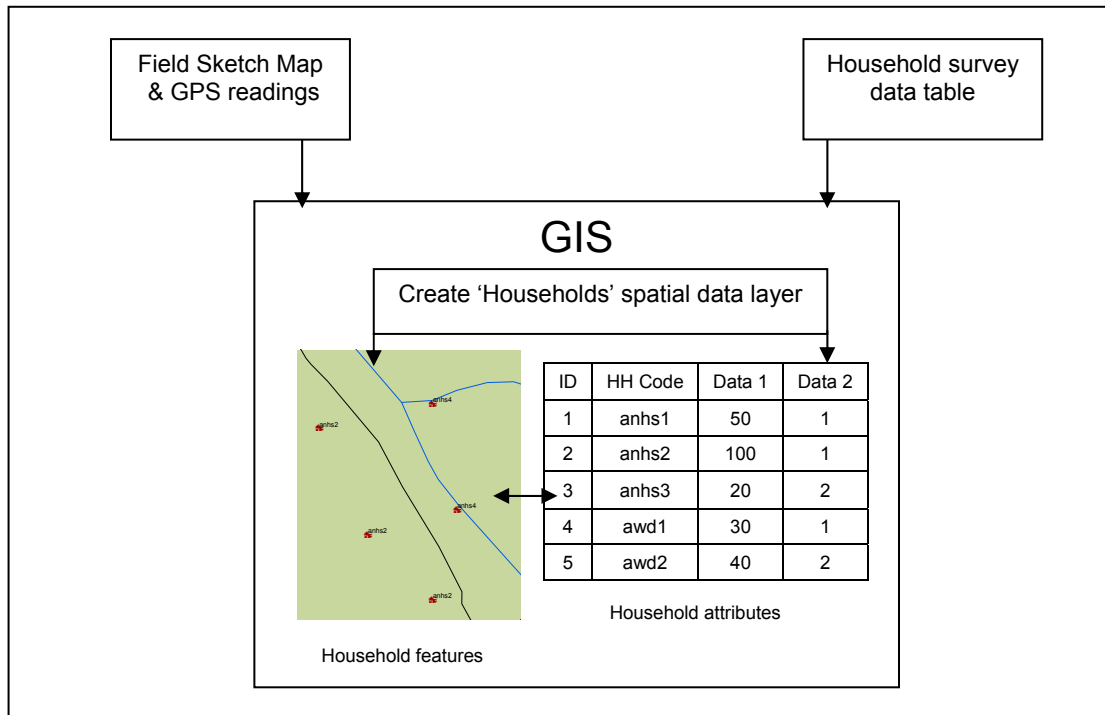 Field Sketch Map
& GPS readings
Household survey
data table
GIS
Create ‘Households’ spatial data layer
anhs4
anhs2
anhs4
anhs2
anhs2
ID HH Code Data 1 Data 2
1 anhs1 50 1
2 anhs2 100 1
3 anhs3 20 2
4 awd1 30 1
5 awd2 40 2
Household attributes
Household features